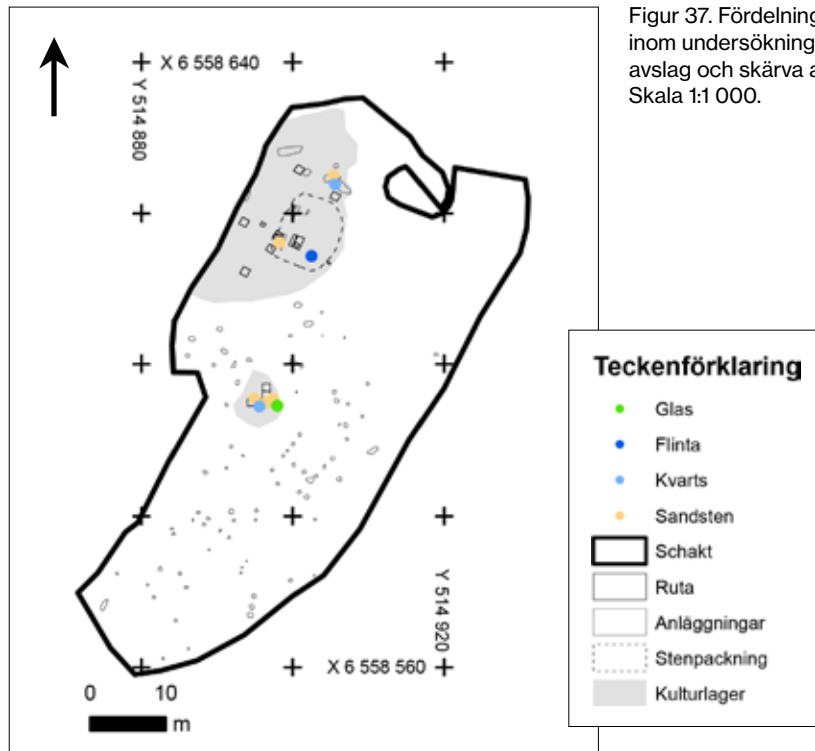 Figur 37. Fördelning
inom undersökning
avslag och skärva a
Skala 1:1 000.
X 6 558 640
Y 514 880
Y 514 920
X 6 558 560
0 10
m
Teckenförklaring
Glas
Flinta
Kvarts
Sandsten
Schakt
Ruta
Anläggningar
Stenpackning
Kulturlager